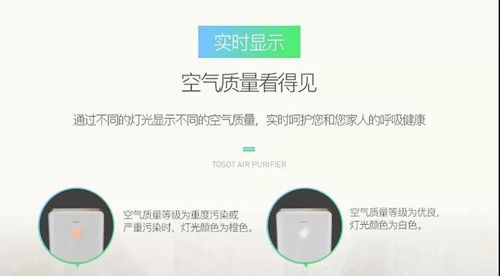 实时显示
空气质量看得见
通过不同的灯光显示不同的空气质量，实时呵护您和您家人的呼吸健康
TOSOT AIR PURIFIER
空气质量等级为重度污染或
严重污染时，灯光颜色为橙色。
空气质量等级为优良，
灯光颜色为白色。